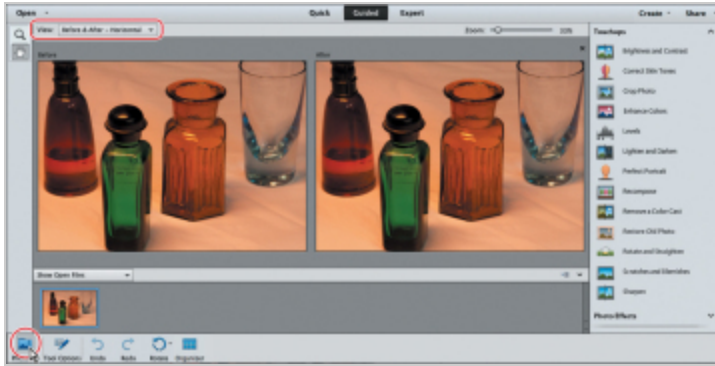 Open
Quick Guided Expert
Create Share
View: Before & After - Horizontal
Zoom: 33%
Before
After
Touchups
Brightness and Contrast
Correct Skin Tones
Crop Photo
Enhance Colors
Levels
Lighten and Darken
Perfect Portrait
Recompose
Remove a Color Cast
Restore Old Photo
Rotate and Straighten
Scratches and Blemishes
Sharpen
Photo Effects
Show Open Files
Tool Options Undo Redo Rotate Organizer